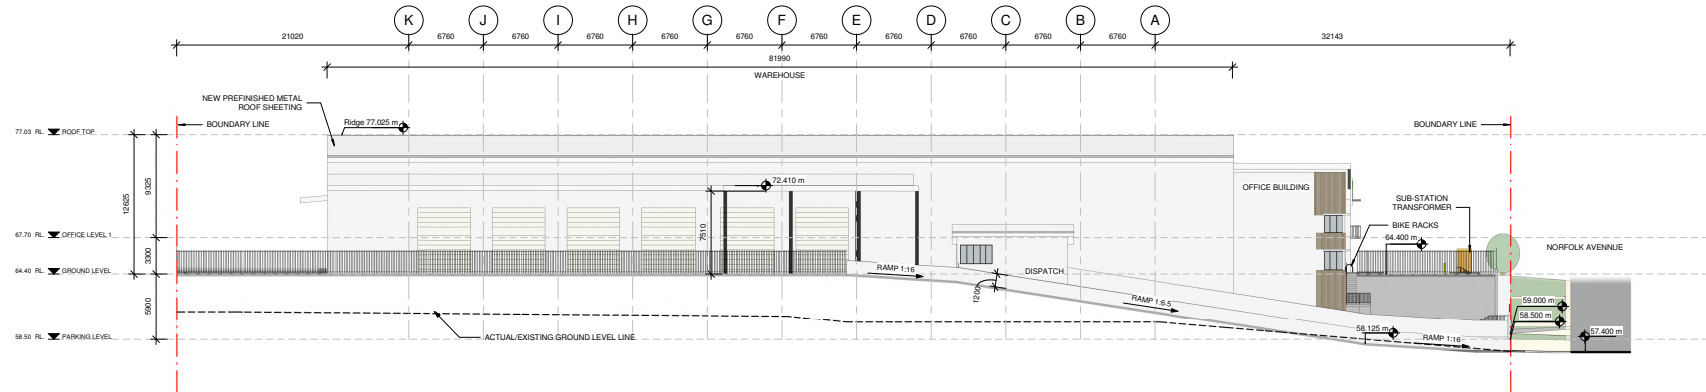 K J I H G F E D C B A
21020 6760 6760 6760 6760 6760 6760 6760 6760 6760 6760 32143
81990
WAREHOUSE
NEW PREFINISHED METAL
ROOF SHEETING
BOUNDARY LINE
Ridge 77.025 m
BOUNDARY LINE
77.03 RL. ROOF TOP
72.410 m
OFFICE BUILDING
SUB-STATION
TRANSFORMER
BIKE RACKS
12625
9325
67.70 RL. OFFICE LEVEL 1
7510
64.400 m
NORFOLK AVENNUE
3300
64.40 RL. GROUND LEVEL
RAMP 1:16
DISPATCH
1200
RAMP 1:6.5
5900
59.000 m
58.500 m
58.125 m
57.400 m
58.50 RL. PARKING LEVEL
ACTUAL/EXISTING GROUND LEVEL LINE
RAMP 1:16